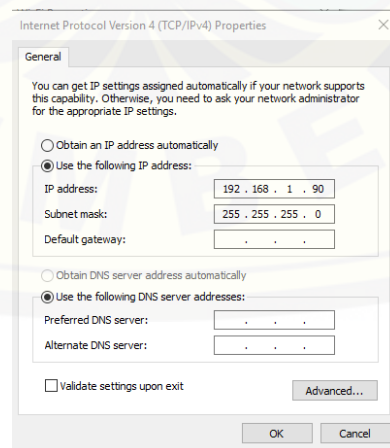 Internet Protocol Version 4 (TCP/IPv4) Properties
General
You can get IP settings assigned automatically if your network supports
this capability. Otherwise, you need to ask your network administrator
for the appropriate IP settings.
Obtain an IP address automatically
Use the following IP address:
IP address: 192 . 168 . 1 . 90
Subnet mask: 255 . 255 . 255 . 0
Default gateway: . . .
Obtain DNS server address automatically
Use the following DNS server addresses:
Preferred DNS server: . . .
Alternate DNS server: . . .
Validate settings upon exit
Advanced...
OK Cancel